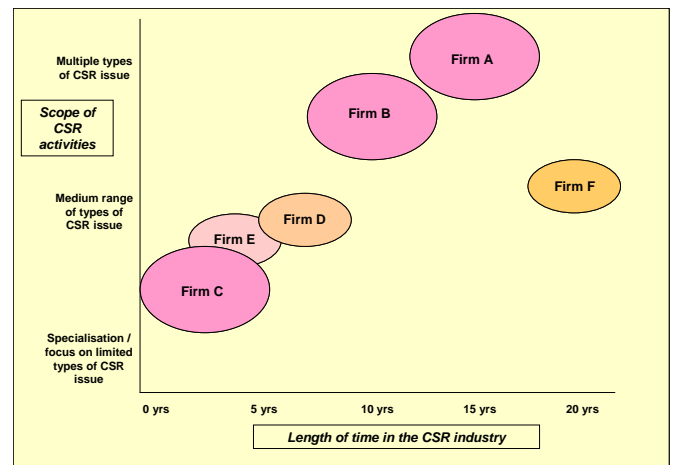 Multiple types
of CSR issue
Firm A
Scope of
CSR
activities
Firm B
Medium range
of types of
CSR issue
Firm F
Firm D
Firm E
Firm C
Specialisation /
focus on limited
types of CSR
issue
0 yrs
5 yrs
10 yrs
15 yrs
20 yrs
Length of time in the CSR industry